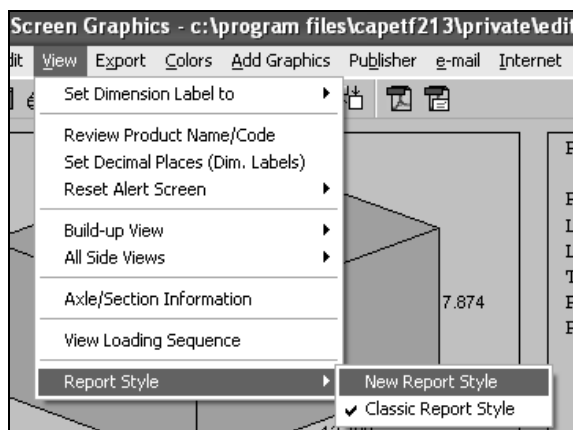 Screen Graphics - c:\program files\capetf213\private\edit
dit View Export Colors Add Graphics Publisher e-mail Internet
Set Dimension Label to
Review Product Name/Code
Set Decimal Places (Dim. Labels)
Reset Alert Screen
Build-up View
All Side Views
Axle/Section Information
7.874
View Loading Sequence
Report Style
New Report Style
Classic Report Style